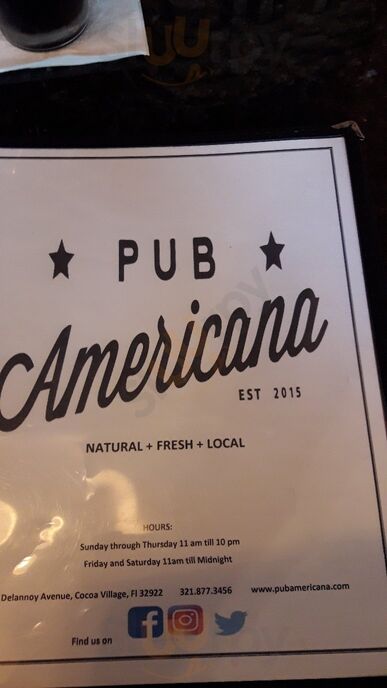 PUB
Americana
EST 2015
NATURAL + FRESH + LOCAL
HOURS:
Sunday through Thursday 11 am till 10 pm
Friday and Saturday 11am till Midnight
Delannoy Avenue, Cocoa Village, Fl 32922 321.877.3456 www.pubamericana.com
Find us on